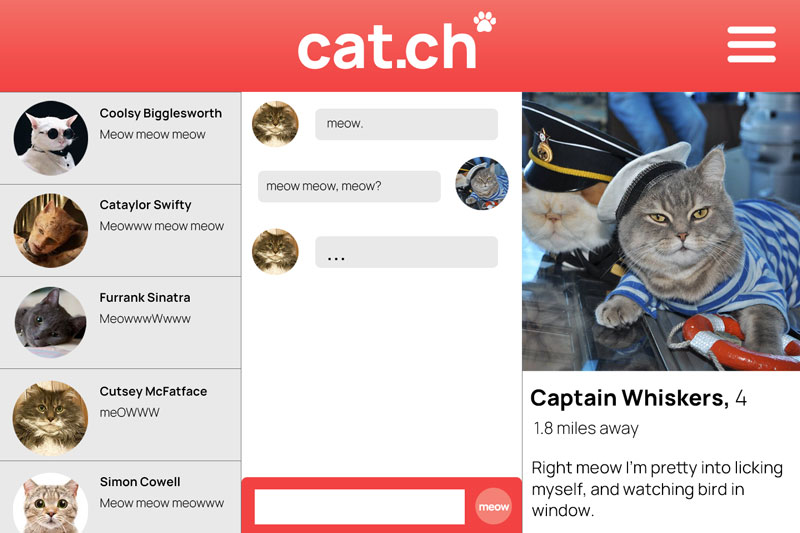 cat.ch
Coolsy Bigglesworth
Meow meow meow
Cataylor Swifty
Meowww meow meow
Furrank Sinatra
MeowwwWwww
Cutsey McFatface
meOWWW
Simon Cowell
Meow meow meowww
meow.
meow meow, meow?
...
meow
Captain Whiskers, 4
1.8 miles away
Right meow I'm pretty into licking
myself, and watching bird in
window.